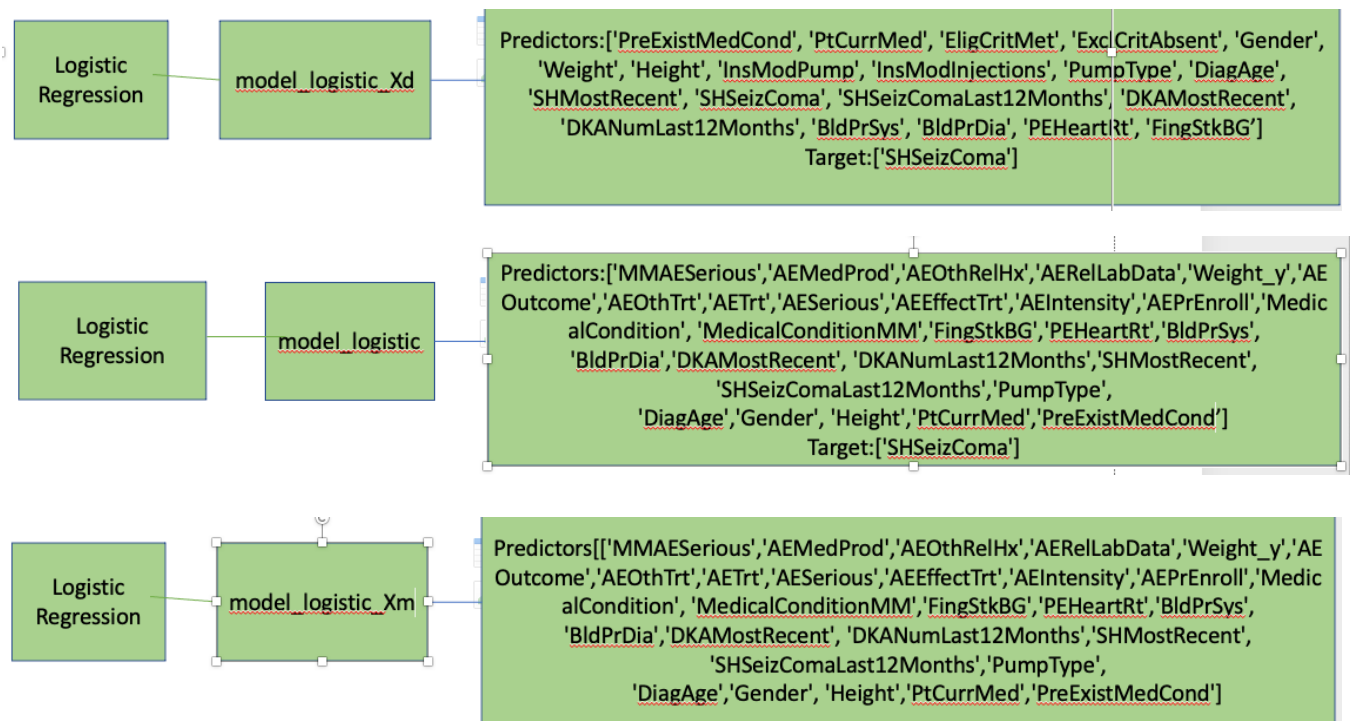 Logistic
Regression
model_logistic_Xd
Predictors:['PreExistMedCond', 'PtCurrMed', 'EligCritMet', 'ExclCritAbsent', 'Gender',
'Weight', 'Height', 'InsModPump', 'InsModInjections', 'PumpType', 'DiagAge',
'SHMostRecent', 'SHSeizComa', 'SHSeizComaLast12Months', 'DKAMostRecent',
'DKANumLast12Months', 'BldPrSys', 'BldPrDia', 'PEHeartRt', 'FingStkBG’]
Target:['SHSeizComa']
Logistic
Regression
model_logistic
Predictors:['MMAESerious','AEMedProd','AEOthRelHx','AERelLabData','Weight_y','AE
Outcome','AEOthTrt','AETrt','AESerious','AEEffectTrt','AEIntensity','AEPrEnroll','Medic
alCondition', 'MedicalConditionMM','FingStkBG','PEHeartRt','BldPrSys',
'BldPrDia','DKAMostRecent', 'DKANumLast12Months','SHMostRecent',
'SHSeizComaLast12Months','PumpType',
'DiagAge','Gender', 'Height','PtCurrMed','PreExistMedCond’]
Target:['SHSeizComa']
Logistic
Regression
model_logistic_Xm
Predictors[['MMAESerious','AEMedProd','AEOthRelHx','AERelLabData','Weight_y','AE
Outcome','AEOthTrt','AETrt','AESerious','AEEffectTrt','AEIntensity','AEPrEnroll','Medic
alCondition', 'MedicalConditionMM','FingStkBG','PEHeartRt','BldPrSys',
'BldPrDia','DKAMostRecent', 'DKANumLast12Months','SHMostRecent',
'SHSeizComaLast12Months','PumpType',
'DiagAge','Gender', 'Height','PtCurrMed','PreExistMedCond']